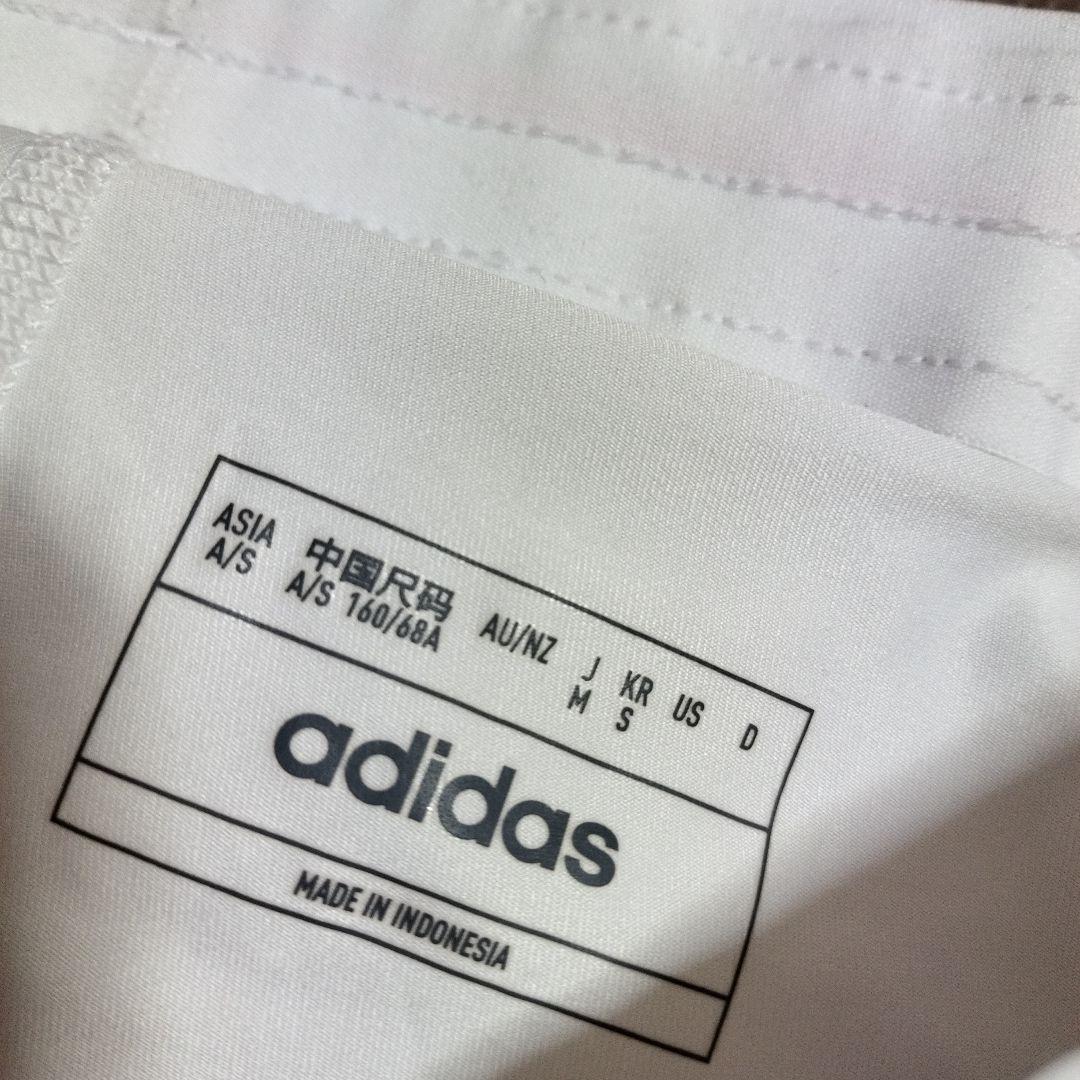 ASIA 中国尺码 AU/NZ J KR US D
A/S A/S 160/68A M S
adidas
MADE IN INDONESIA